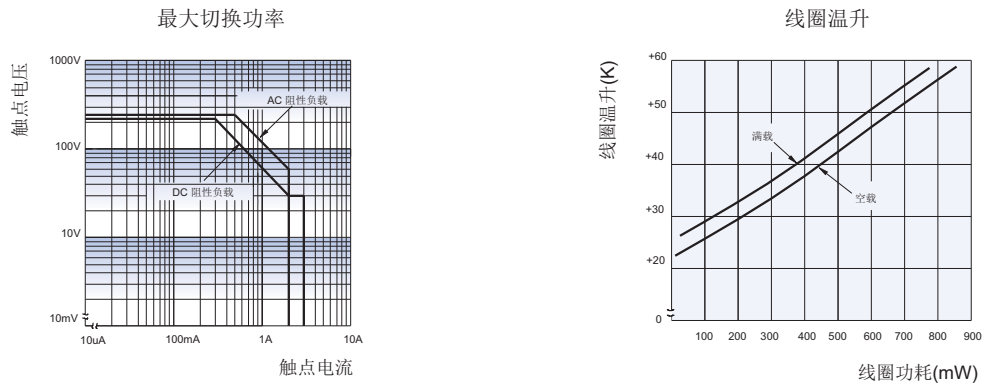 最大切换功率
触点电压
1000V
100V
10V
10mV
10uA
100mA
1A
10A
AC 阻性负载
DC 阻性负载
触点电流
线圈温升
线圈温升(K)
+60
+50
+40
+30
+20
0
100 200 300 400 500 600 700 800 900
满载
空载
线圈功耗(mW)